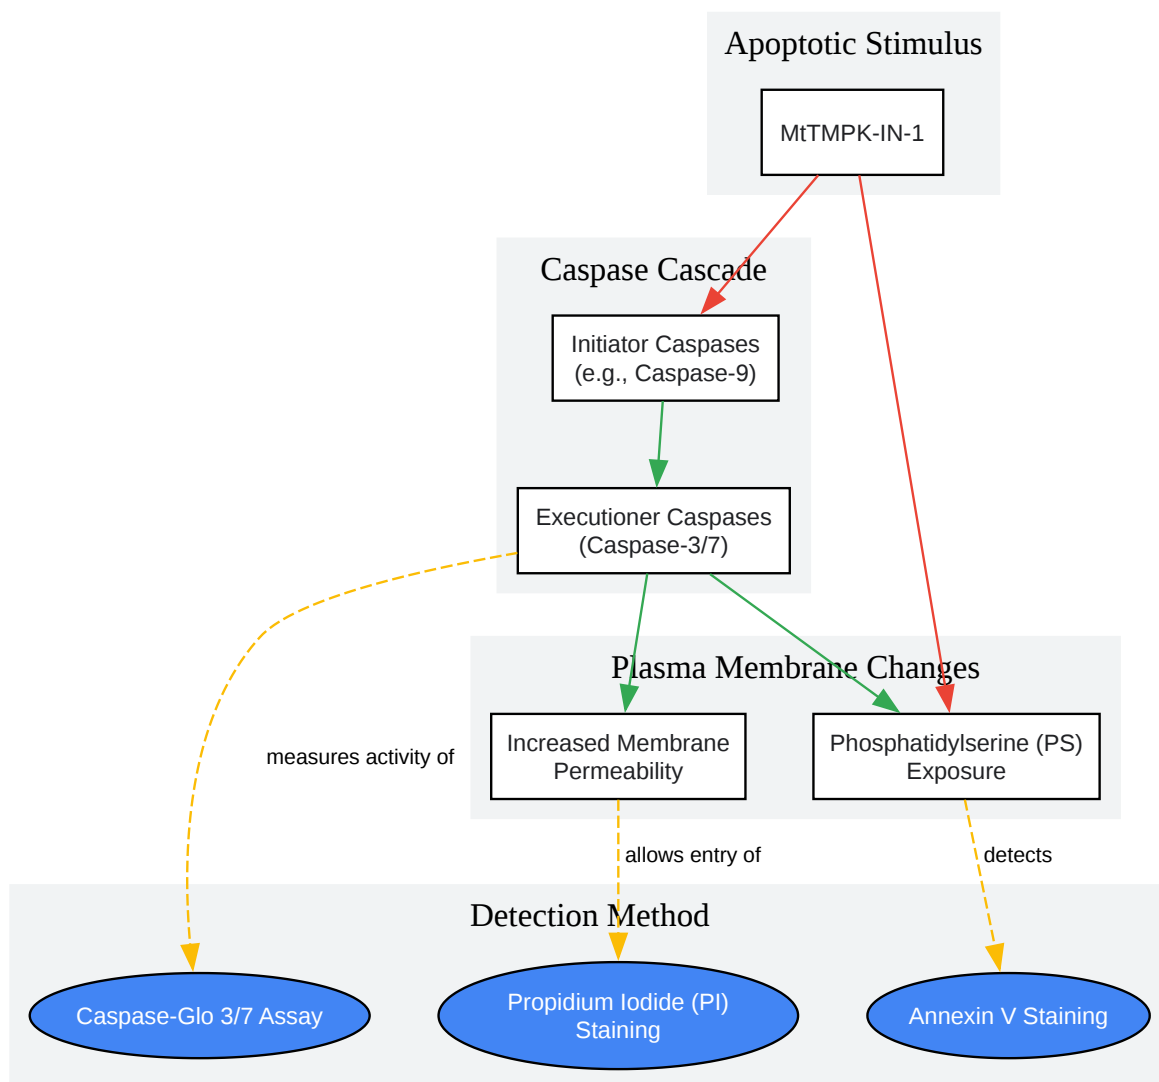 Apoptotic Stimulus
MtTMPK-IN-1
Caspase Cascade
Initiator Caspases
(e.g., Caspase-9)
Executioner Caspases
(Caspase-3/7)
Plasma Membrane Changes
Increased Membrane
Permeability
Phosphatidylserine (PS)
Exposure
measures activity of
allows entry of
detects
Detection Method
Caspase-Glo 3/7 Assay
Propidium Iodide (PI)
Staining
Annexin V Staining